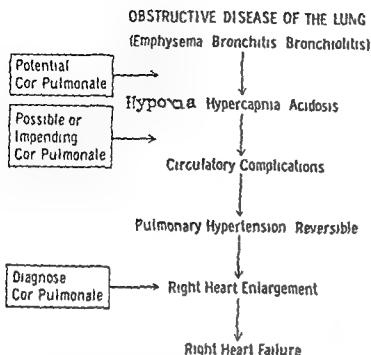 OBSTRUCTIVE DISEASE OF THE LUNG
(Emphysema Bronchitis Bronchiolitis)
Potential
Cor Pulmonale
Hypoxia Hypercapnia Acidosis
Possible or
Impending
Cor Pulmonale
Circulatory Complications
Pulmonary Hypertension Reversible
Diagnose
Cor Pulmonale
Right Heart Enlargement
Right Heart Failure